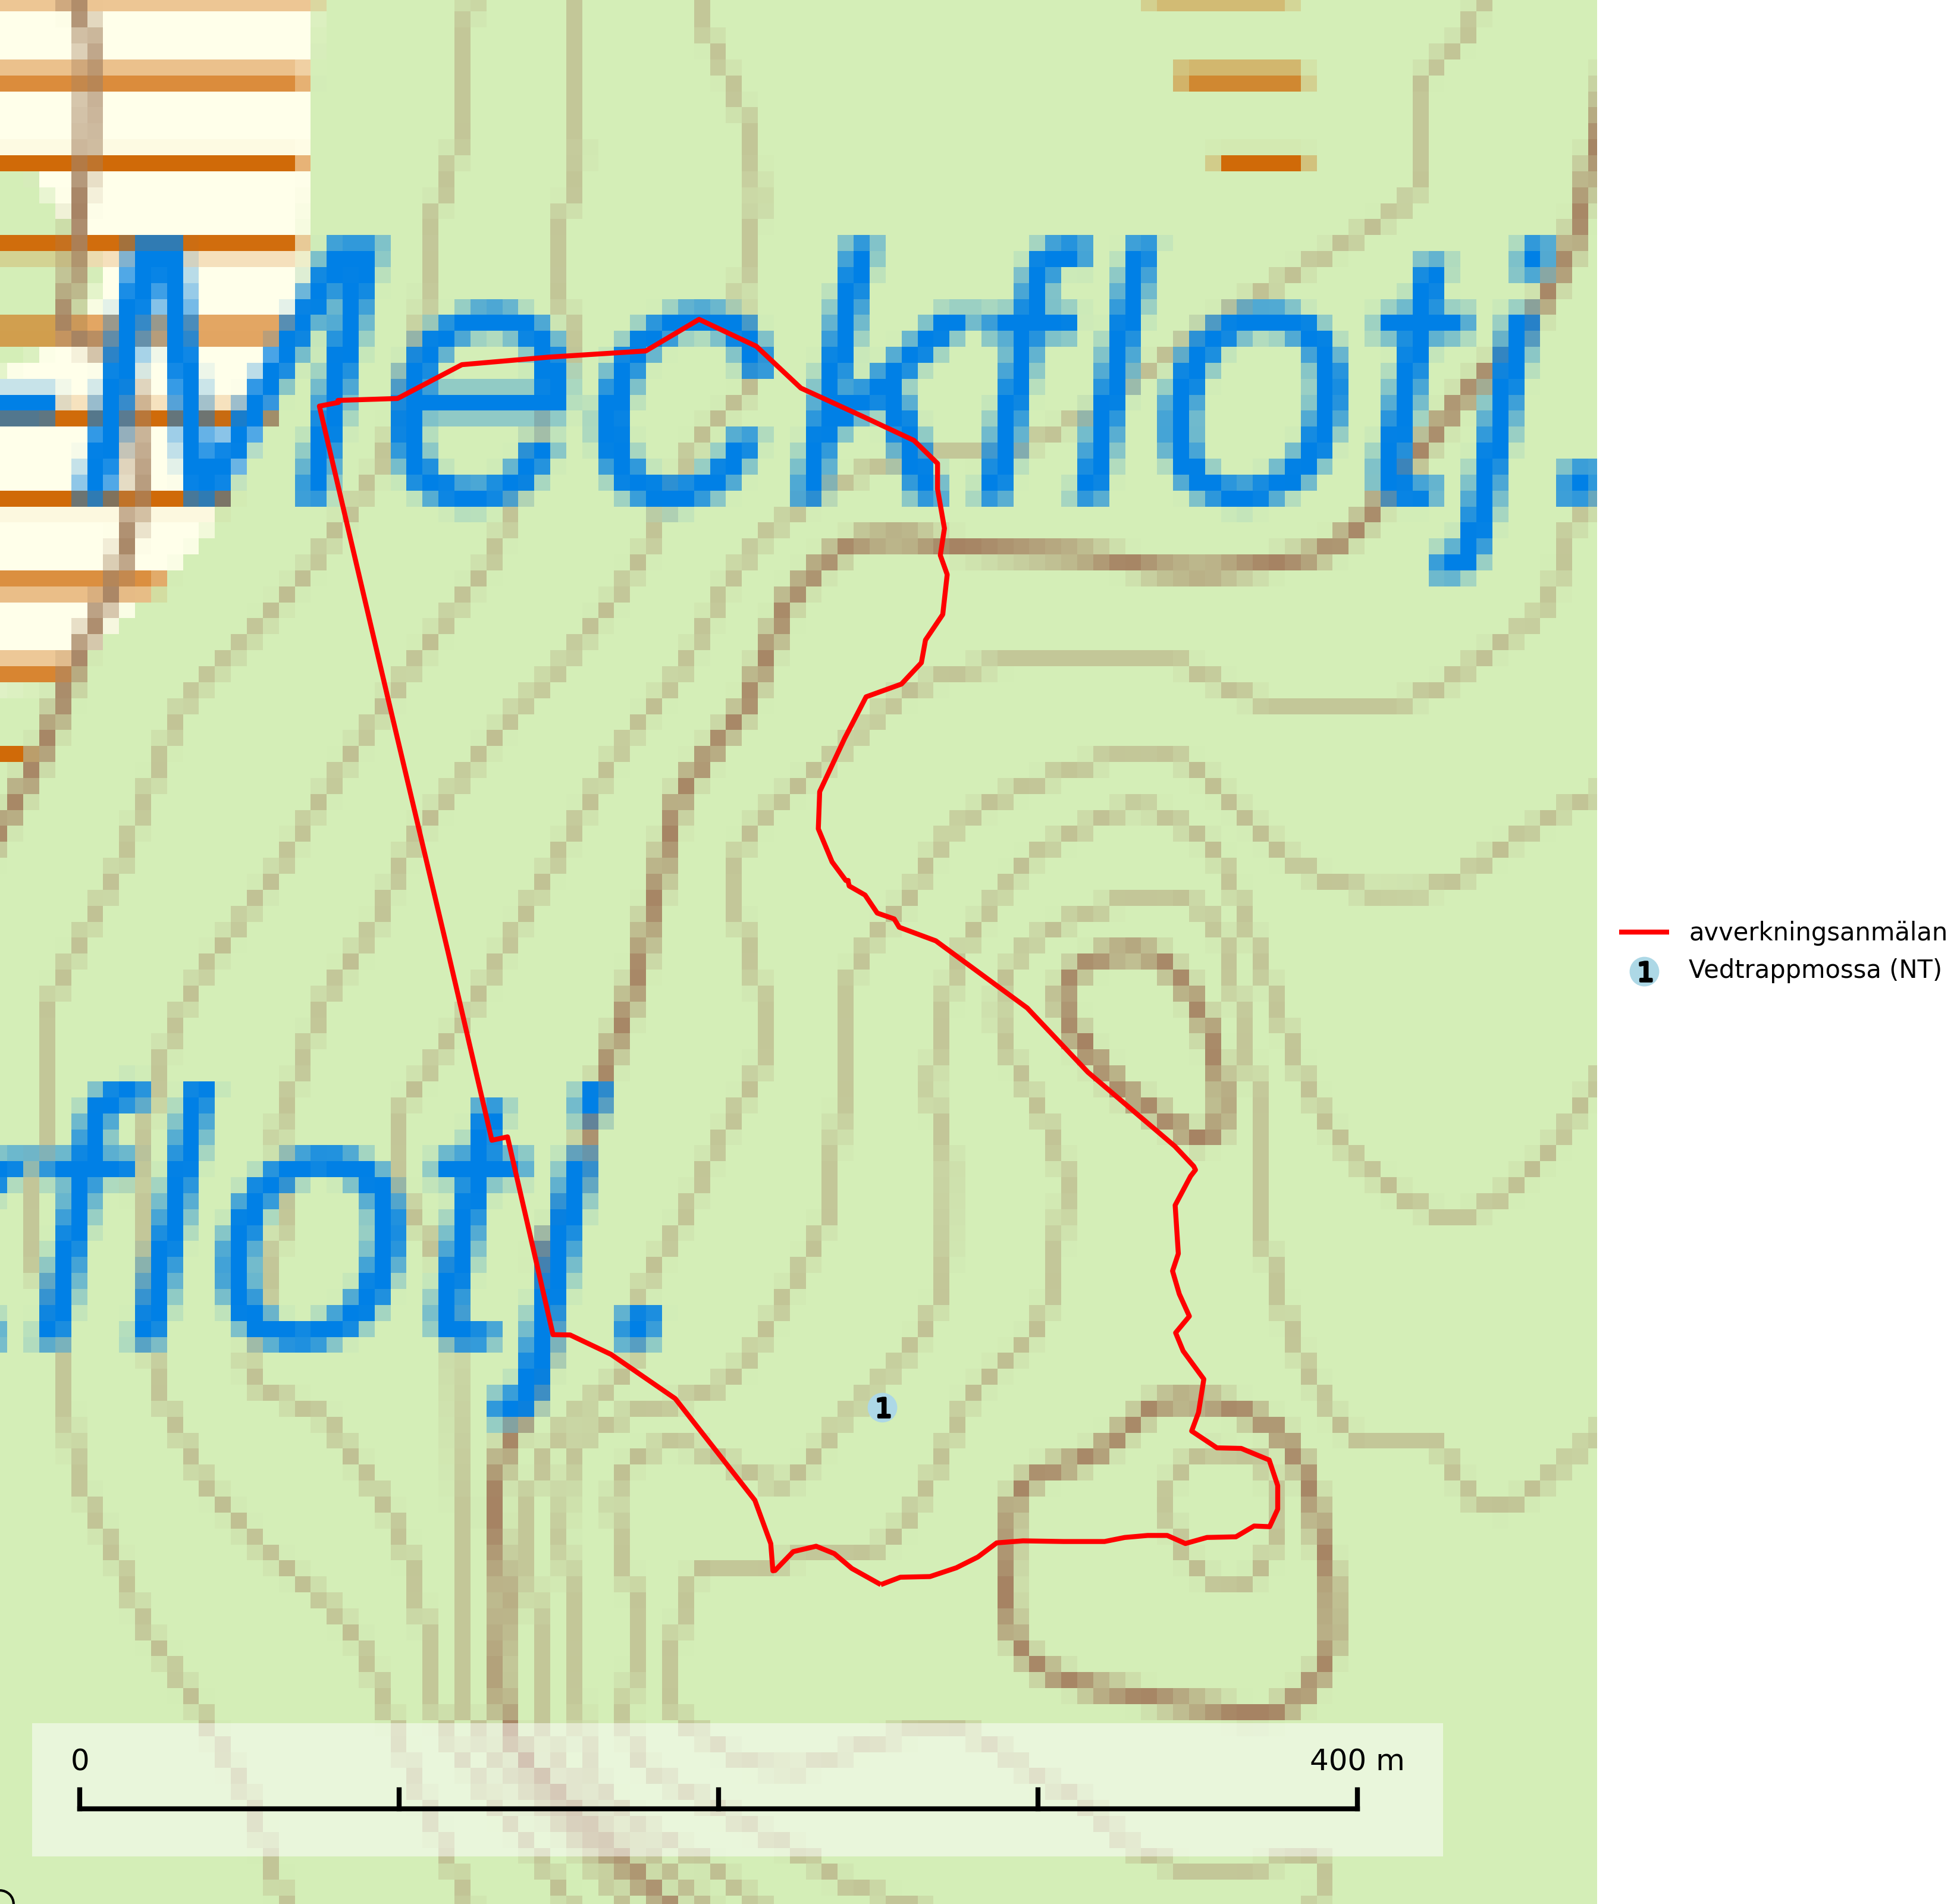 Meckflotj.
flotj.
avverkningsanmälan
1 Vedtrappmossa (NT)
1
0 400 m